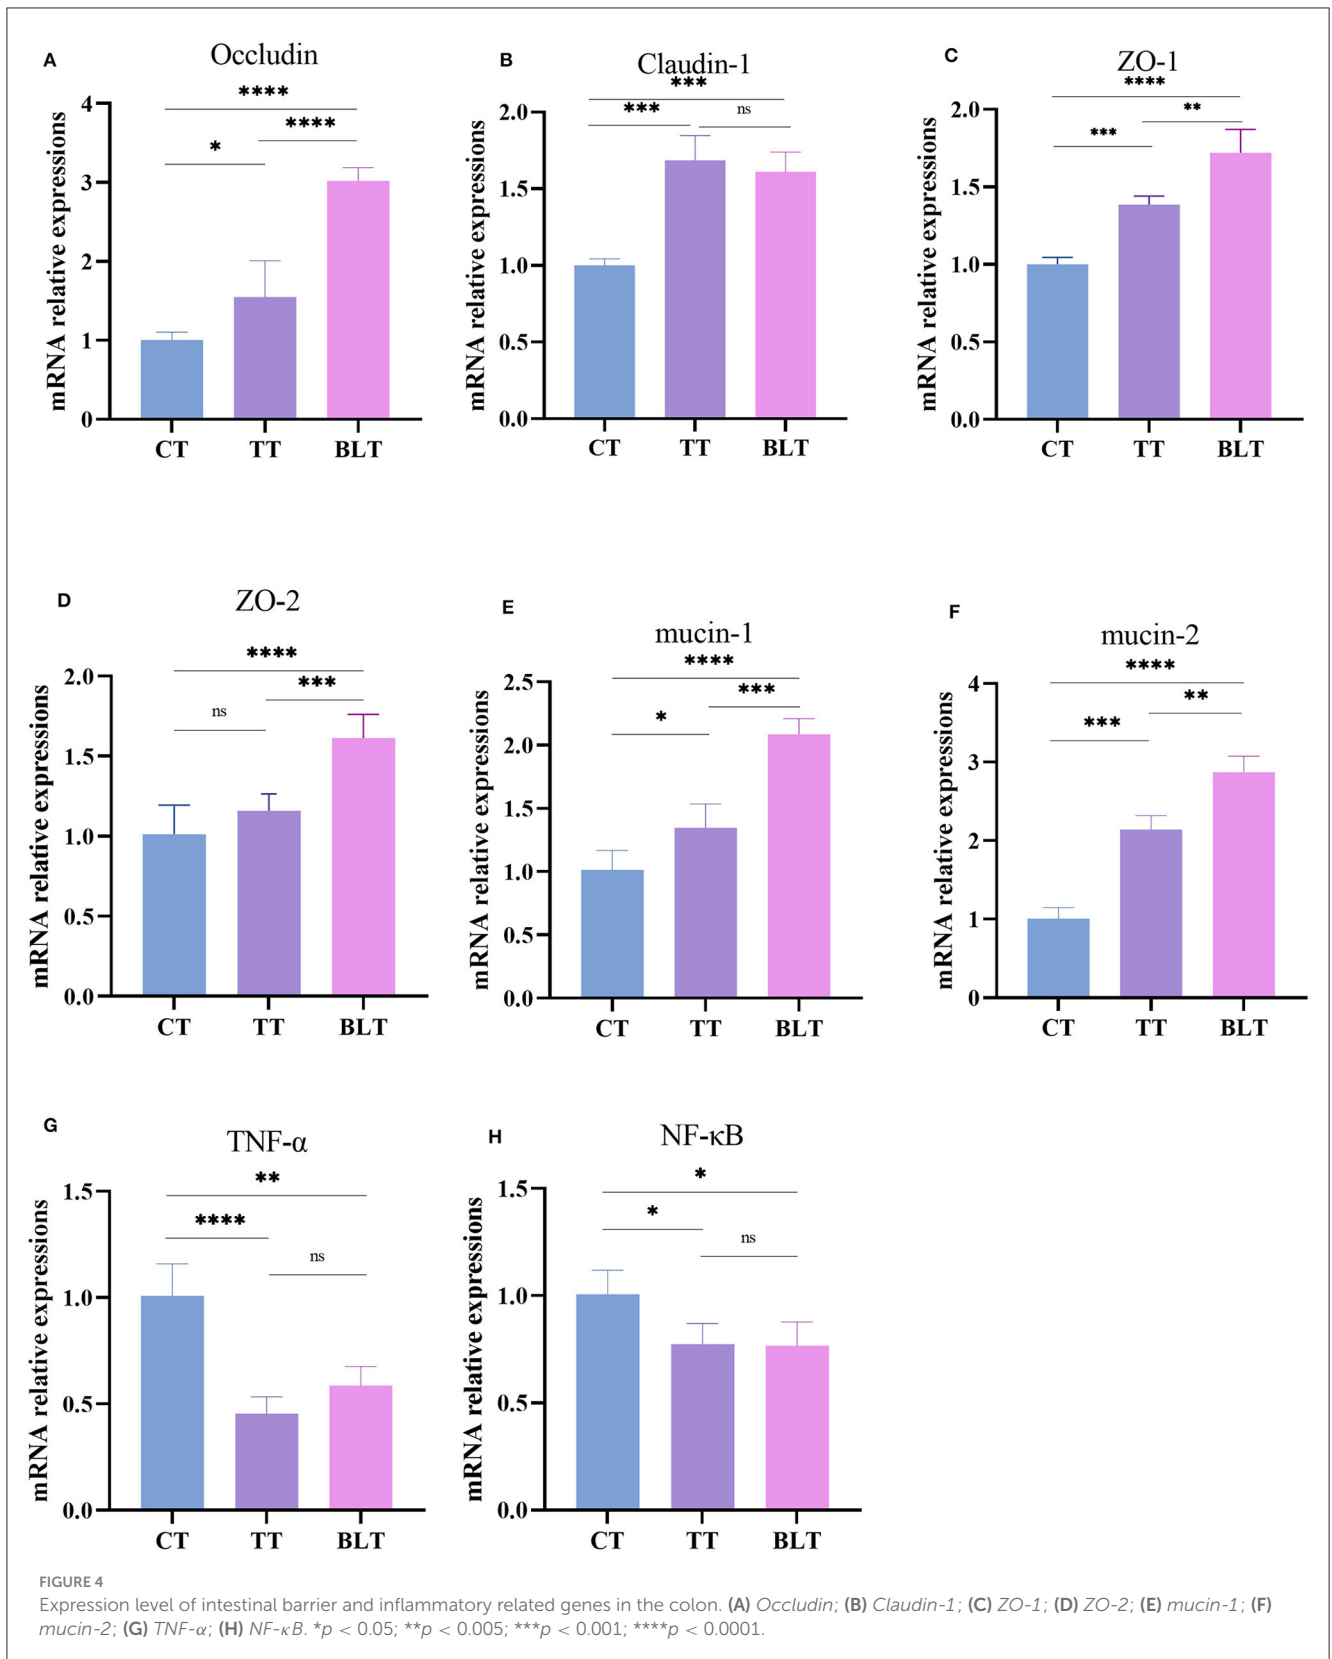 A
Occludin
****
* ****
mRNA relative expressions
4
3
2
1
0
CT TT BLT
B
Claudin-1
***
*** ns
mRNA relative expressions
2.0
1.5
1.0
0.5
0.0
CT TT BLT
C
ZO-1
****
*** **
mRNA relative expressions
2.0
1.5
1.0
0.5
0.0
CT TT BLT
D
ZO-2
****
ns ***
mRNA relative expressions
2.0
1.5
1.0
0.5
0.0
CT TT BLT
E
mucin-1
****
* ***
mRNA relative expressions
2.5
2.0
1.5
1.0
0.5
0.0
CT TT BLT
F
mucin-2
****
*** **
mRNA relative expressions
4
3
2
1
0
CT TT BLT
G
TNF-α
**
**** ns
mRNA relative expressions
1.5
1.0
0.5
0.0
CT TT BLT
H
NF-κB
*
* ns
mRNA relative expressions
1.5
1.0
0.5
0.0
CT TT BLT
FIGURE 4
Expression level of intestinal barrier and inflammatory related genes in the colon. (A) Occludin; (B) Claudin-1; (C) ZO-1; (D) ZO-2; (E) mucin-1; (F)
mucin-2; (G) TNF-α; (H) NF-κB. *p < 0.05; **p < 0.005; ***p < 0.001; ****p < 0.0001.